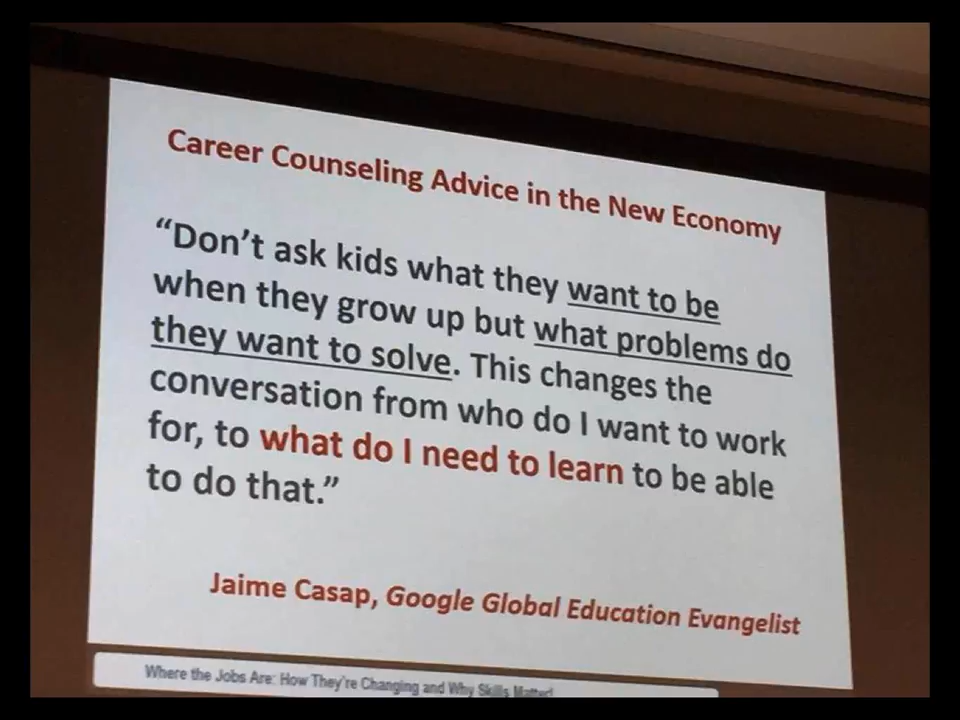 Career Counseling Advice in the New Economy
“Don’t ask kids what they want to be
when they grow up but what problems do
they want to solve. This changes the
conversation from who do I want to work
for, to what do I need to learn to be able
to do that.”
Jaime Casap, Google Global Education Evangelist
Where the Jobs Are: How They're Changing and Why Skills Matter!